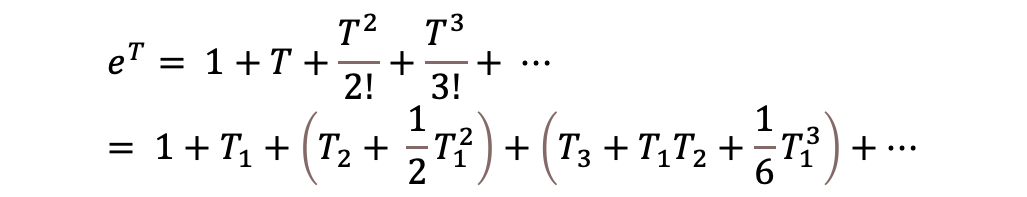 e^T = 1 + T + T^2/2! + T^3/3! + ⋯
= 1 + T_1 + (T_2 + 1/2 T_1^2) + (T_3 + T_1T_2 + 1/6 T_1^3) + ⋯